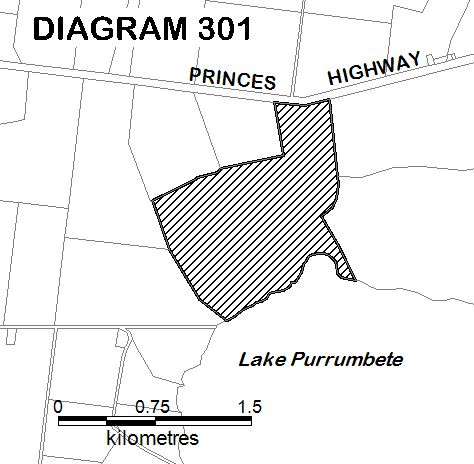 DIAGRAM 301
PRINCES HIGHWAY
Lake Purrumbete
0 0.75 1.5
kilometres